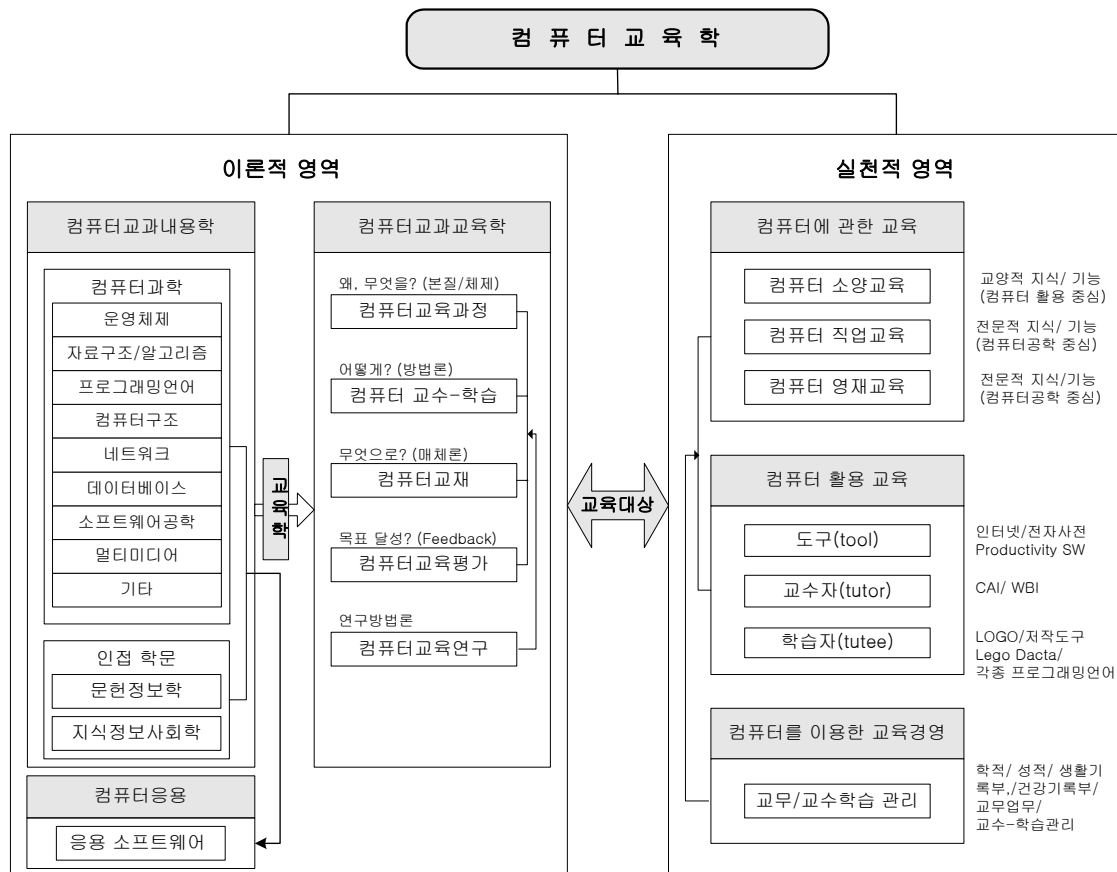 컴 퓨 터 교 육 학
이론적 영역
컴퓨터교과내용학
컴퓨터과학
운영체제
자료구조/알고리즘
프로그래밍언어
컴퓨터구조
네트워크
데이터베이스
소프트웨어공학
멀티미디어
기타
인접 학문
문헌정보학
지식정보사회학
컴퓨터응용
응용 소프트웨어
교육학
컴퓨터교과교육학
왜, 무엇을? (본질/체제)
컴퓨터교육과정
어떻게? (방법론)
컴퓨터 교수-학습
무엇으로? (매체론)
컴퓨터교재
목표 달성? (Feedback)
컴퓨터교육평가
연구방법론
컴퓨터교육연구
교육대상
실천적 영역
컴퓨터에 관한 교육
컴퓨터 소양교육
교양적 지식/ 기능
(컴퓨터 활용 중심)
컴퓨터 직업교육
전문적 지식/ 기능
(컴퓨터공학 중심)
컴퓨터 영재교육
전문적 지식/기능
(컴퓨터공학 중심)
컴퓨터 활용 교육
도구(tool)
인터넷/전자사전
Productivity SW
교수자(tutor)
CAI/ WBI
학습자(tutee)
LOGO/저작도구
Lego Dacta/
각종 프로그래밍언어
컴퓨터를 이용한 교육경영
교무/교수학습 관리
학적/ 성적/ 생활기
록부,/건강기록부/
교무업무/
교수-학습관리